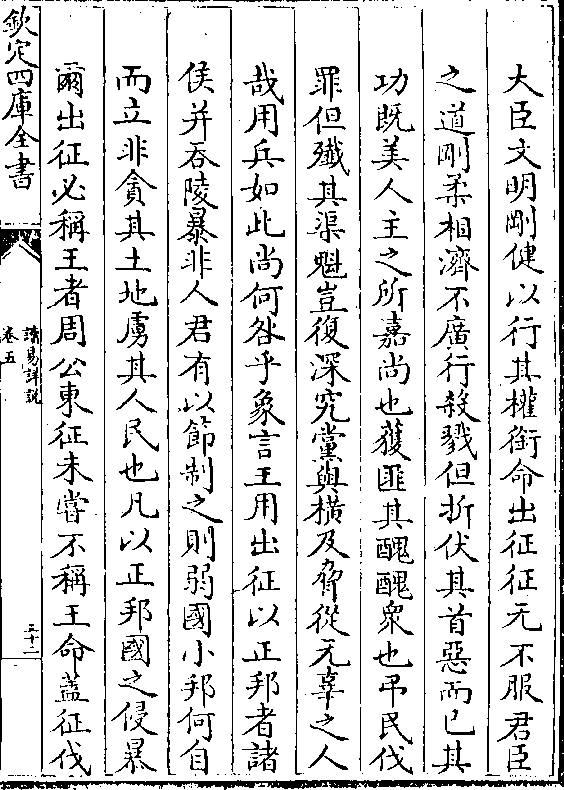 大臣文明剛健以行其權銜命出征征无不服君臣
之道剛柔相濟不廣行殺戮但折伏其首惡而已其
功既美人主之所嘉尚也獲匪其醜醜衆也弔民伐
罪但殱其渠魁豈復深究黨與橫及脅從无辜之人
哉用兵如此尚何咎乎象言王用出征以正邦者諸
侯并吞陵暴非人君有以節制之則弱國小邦何自
而立非貪其土地虜其人民也凡以正邦國之侵暴
爾出征必稱王者周公東征未嘗不稱王命蓋征伐
欽定四庫全書
讀易詳説
卷五
三十二